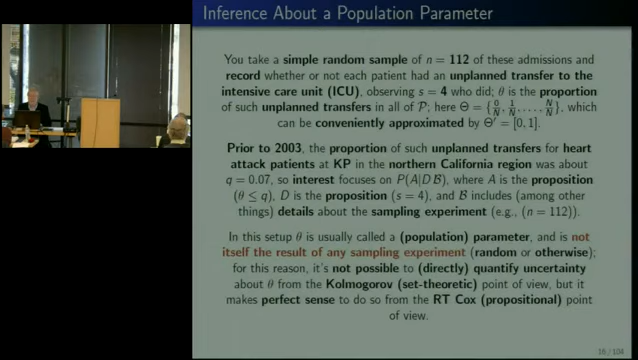 Inference About a Population Parameter
You take a simple random sample of n = 112 of these admissions and
record whether or not each patient had an unplanned transfer to the
intensive care unit (ICU), observing s = 4 who did; θ is the proportion
of such unplanned transfers in all of P; here Θ = {0/N, 1/N, . . . , N/N}, which
can be conveniently approximated by Θ′ = [0, 1].
Prior to 2003, the proportion of such unplanned transfers for heart
attack patients at KP in the northern California region was about
q = 0.07, so interest focuses on P(A|D B), where A is the proposition
(θ ≤ q), D is the proposition (s = 4), and B includes (among other
things) details about the sampling experiment (e.g., (n = 112)).
In this setup θ is usually called a (population) parameter, and is not
itself the result of any sampling experiment (random or otherwise);
for this reason, it's not possible to (directly) quantify uncertainty
about θ from the Kolmogorov (set-theoretic) point of view, but it
makes perfect sense to do so from the RT Cox (propositional) point
of view.